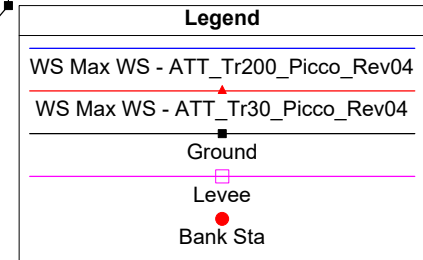 Legend
WS Max WS - ATT_Tr200_Picco_Rev04
WS Max WS - ATT_Tr30_Picco_Rev04
Ground
Levee
Bank Sta